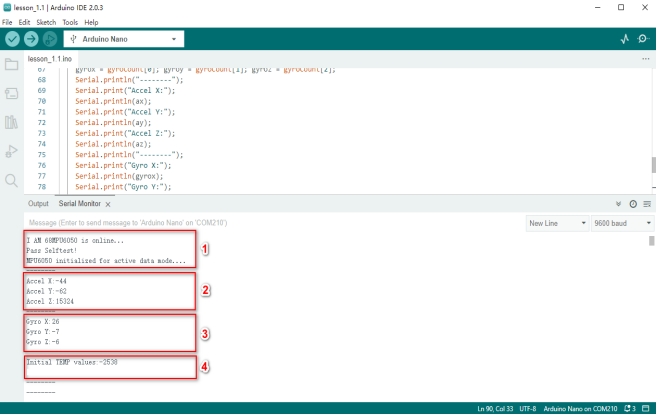 lesson_1.1 | Arduino IDE 2.0.3
File Edit Sketch Tools Help
Arduino Nano
lesson_1.1.ino
67 gyrox = gyroCount[0]; gyroy = gyroCount[1]; gyroz = gyroCount[2];
68 Serial.println("--------");
69 Serial.print("Accel X:");
70 Serial.println(ax);
71 Serial.print("Accel Y:");
72 Serial.println(ay);
73 Serial.print("Accel Z:");
74 Serial.println(az);
75 Serial.println("--------");
76 Serial.print("Gyro X:");
77 Serial.println(gyrox);
78 Serial.print("Gyro Y:");
Output Serial Monitor x
Message (Enter to send message to 'Arduino Nano' on 'COM210')
New Line 9600 baud
I AM 68MPU6050 is online...
Pass Selftest!
MPU6050 initialized for active data mode....
1
--------
Accel X:-44
Accel Y:-62
Accel Z:15324
2
--------
Gyro X:26
Gyro Y:-7
Gyro Z:-6
3
--------
Initial TEMP values:-2538
4
--------
--------
Ln 90, Col 33 UTF-8 Arduino Nano on COM210 3